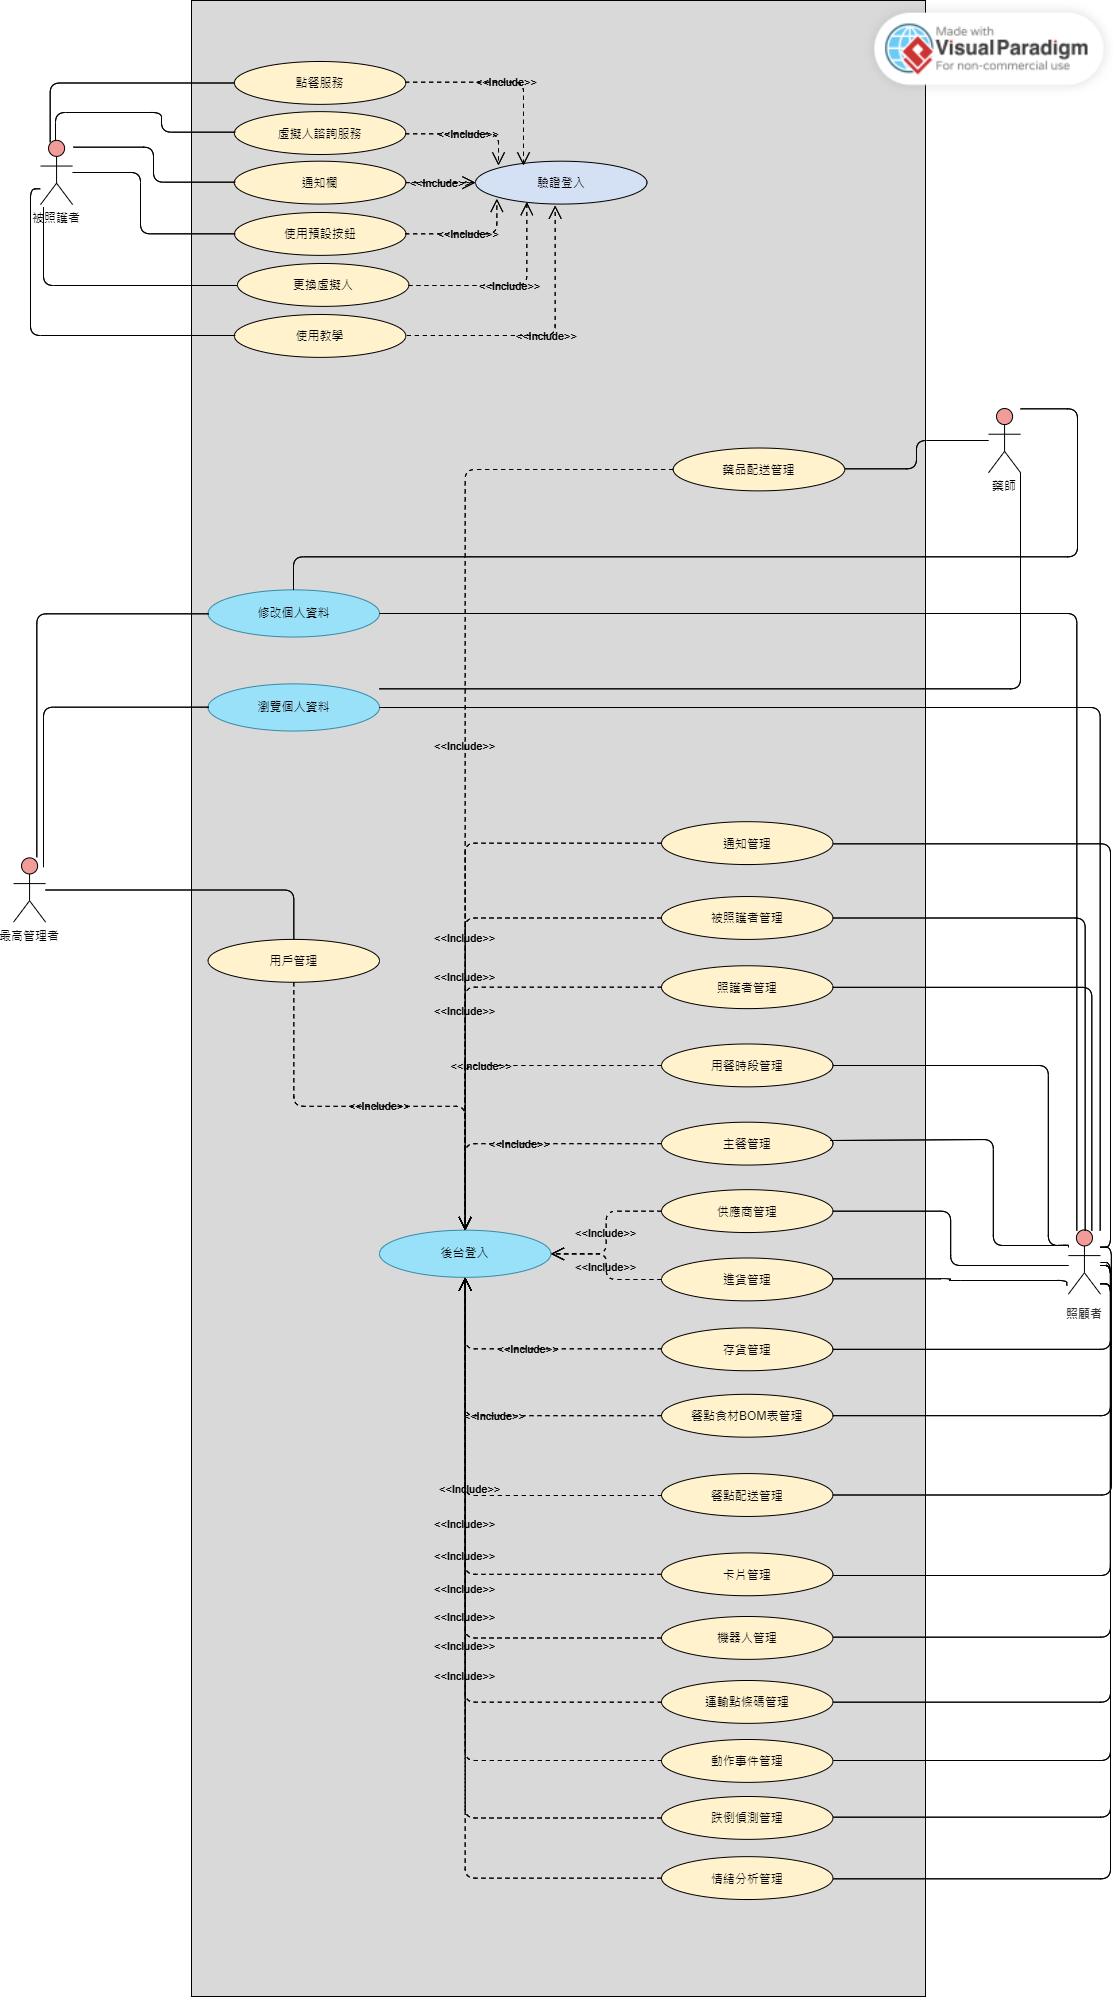 Made with
VisualParadigm
For non-commercial use
點餐服務
<<Include>>
虛擬人諮詢服務
<<Include>>
通知欄
<<Include>>
驗證登入
被照護者
使用預設按鈕
<<Include>>
更換虛擬人
<<Include>>
使用教學
<<Include>>
藥品配送管理
藥師
修改個人資料
瀏覽個人資料
<<Include>>
通知管理
被照護者管理
最高管理者
<<Include>>
用戶管理
<<Include>>
照護者管理
<<Include>>
用餐時段管理
<<Include>>
<<Include>>
主餐管理
<<Include>>
供應商管理
<<Include>>
後台登入
<<Include>>
進貨管理
照顧者
<<Include>>
存貨管理
<<Include>>
餐點食材BOM表管理
<<Include>>
餐點配送管理
<<Include>>
<<Include>>
卡片管理
<<Include>>
<<Include>>
機器人管理
<<Include>>
<<Include>>
運輸點條碼管理
動作事件管理
跌倒偵測管理
情緒分析管理